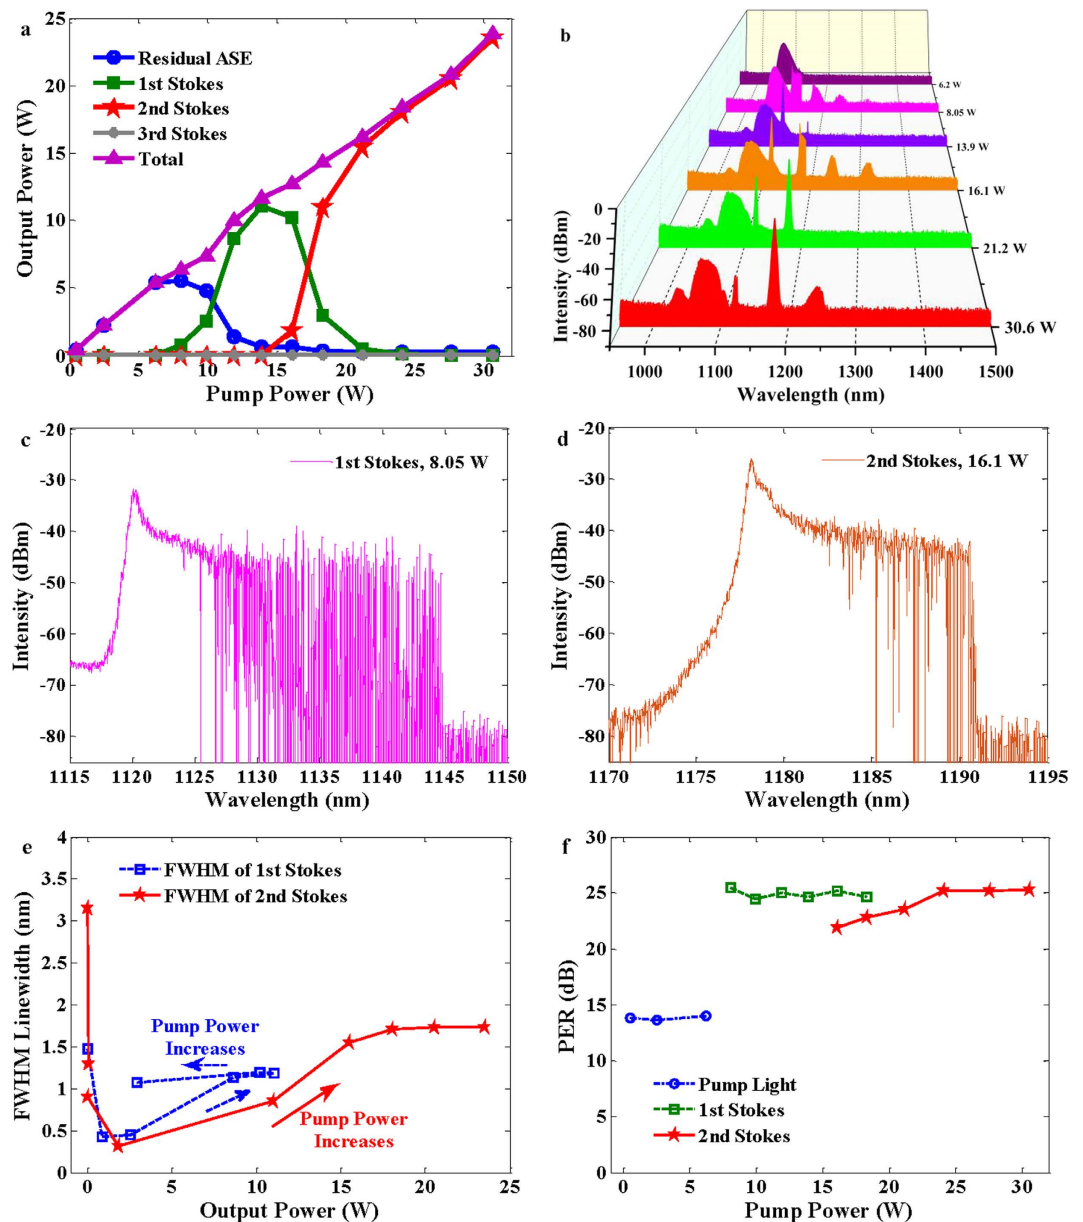 a
Residual ASE
1st Stokes
2nd Stokes
3rd Stokes
Total
25
20
15
10
5
0
Output Power (W)
0 5 10 15 20 25 30
Pump Power (W)
b
6.2 W
8.05 W
13.9 W
16.1 W
21.2 W
30.6 W
0
-20
-40
-60
-80
Intensity (dBm)
1000 1100 1200 1300 1400 1500
Wavelength (nm)
c
1st Stokes, 8.05 W
-20
-30
-40
-50
-60
-70
-80
Intensity (dBm)
1115 1120 1125 1130 1135 1140 1145 1150
Wavelength (nm)
d
2nd Stokes, 16.1 W
-20
-30
-40
-50
-60
-70
-80
Intensity (dBm)
1170 1175 1180 1185 1190 1195
Wavelength (nm)
e
FWHM of 1st Stokes
FWHM of 2nd Stokes
4
3.5
3
2.5
2
1.5
1
0.5
0
FWHM Linewidth (nm)
Pump Power
Increases
Pump Power
Increases
0 5 10 15 20 25
Output Power (W)
f
30
25
20
15
10
5
0
PER (dB)
Pump Light
1st Stokes
2nd Stokes
0 5 10 15 20 25 30
Pump Power (W)